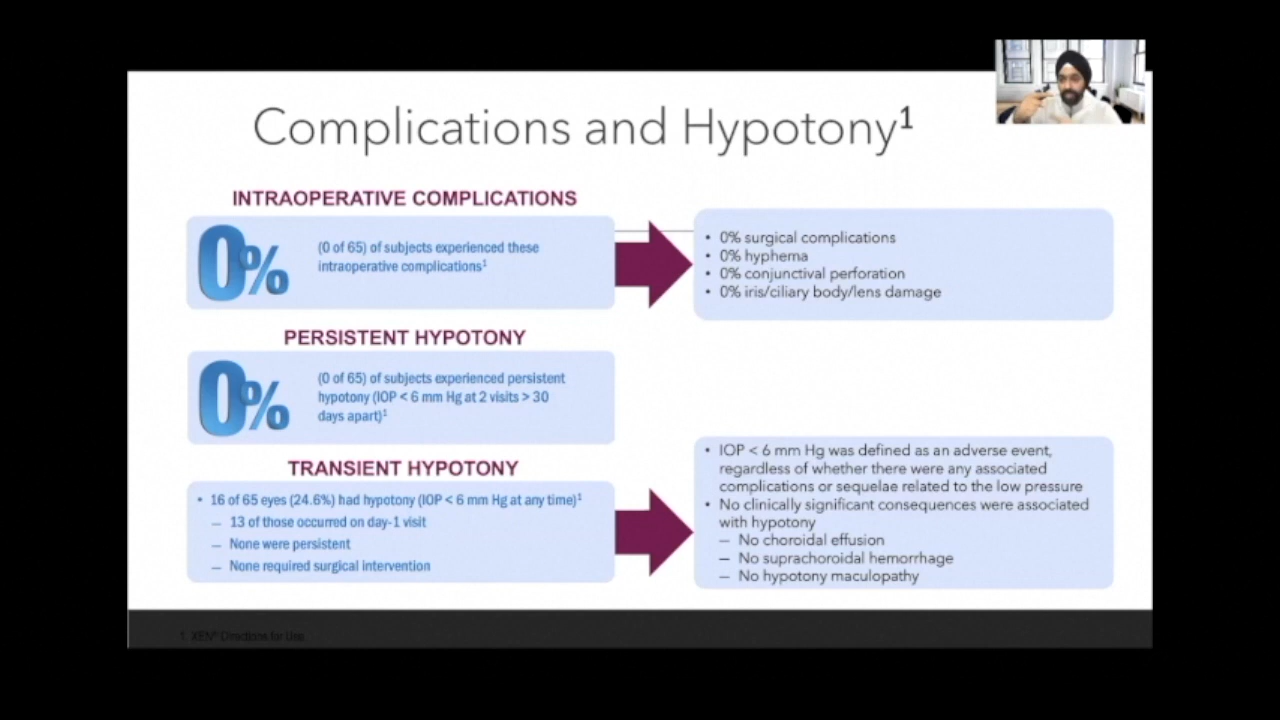 Complications and Hypotony¹
INTRAOPERATIVE COMPLICATIONS
0%
(0 of 65) of subjects experienced these
intraoperative complications¹
• 0% surgical complications
• 0% hyphema
• 0% conjunctival perforation
• 0% iris/ciliary body/lens damage
PERSISTENT HYPOTONY
0%
(0 of 65) of subjects experienced persistent
hypotony (IOP < 6 mm Hg at 2 visits > 30
days apart)¹
TRANSIENT HYPOTONY
• 16 of 65 eyes (24.6%) had hypotony (IOP < 6 mm Hg at any time)¹
– 13 of those occurred on day-1 visit
– None were persistent
– None required surgical intervention
• IOP < 6 mm Hg was defined as an adverse event,
regardless of whether there were any associated
complications or sequelae related to the low pressure
• No clinically significant consequences were associated
with hypotony
– No choroidal effusion
– No suprachoroidal hemorrhage
– No hypotony maculopathy
1. XEN® Directions for Use